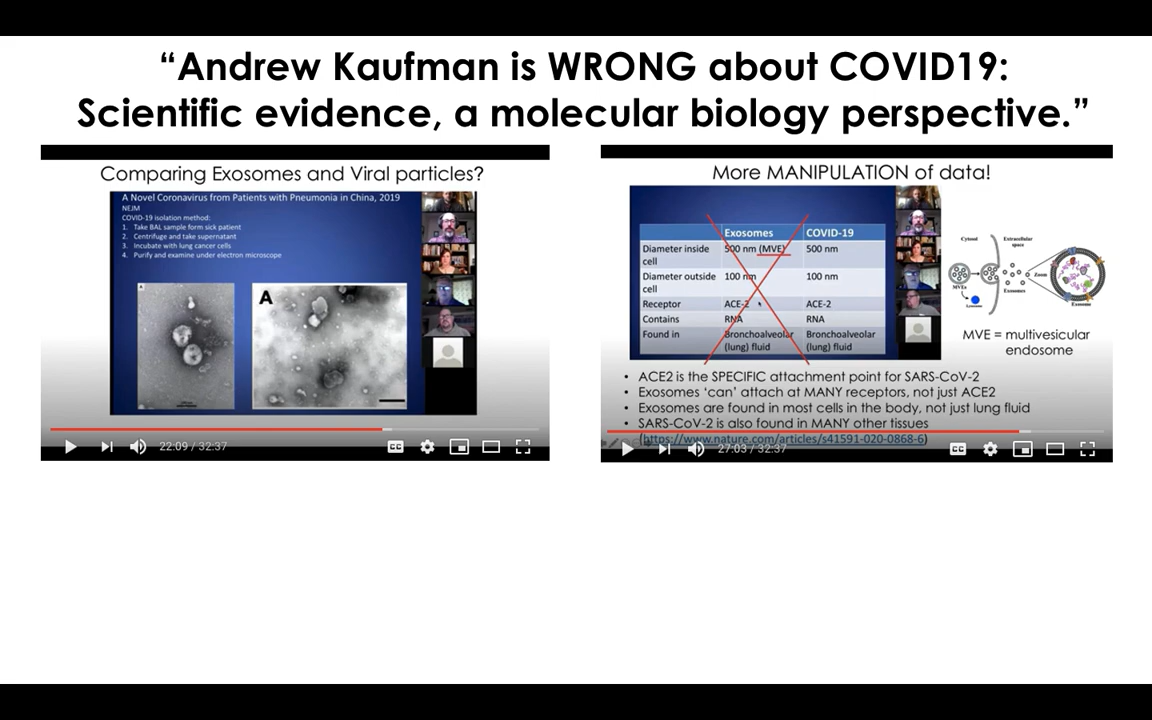 “Andrew Kaufman is WRONG about COVID19:
Scientific evidence, a molecular biology perspective.”
Comparing Exosomes and Viral particles?
A Novel Coronavirus from Patients with Pneumonia in China, 2019
NEJM
COVID-19 isolation method:
1. Take BAL sample form sick patient
2. Centrifuge and take supernatant
3. Incubate with lung cancer cells
4. Purify and examine under electron microscope
A
22:09 / 32:37
CC
More MANIPULATION of data!
Exosomes COVID-19
Diameter inside cell 500 nm (MVE) 500 nm
Diameter outside cell 100 nm 100 nm
Receptor ACE-2 ACE-2
Contains RNA RNA
Found in Bronchoalveolar (lung) fluid Bronchoalveolar (lung) fluid
Cytosol
Extracellular space
MVEs
Exosomes
Zoom
Exosome
MVE = multivesicular
endosome
• ACE2 is the SPECIFIC attachment point for SARS-CoV-2
• Exosomes ‘can’ attach at MANY receptors, not just ACE2
• Exosomes are found in most cells in the body, not just lung fluid
• SARS-CoV-2 is also found in MANY other tissues
(https://www.nature.com/articles/s41591-020-0868-6)
27:03 / 32:37
CC